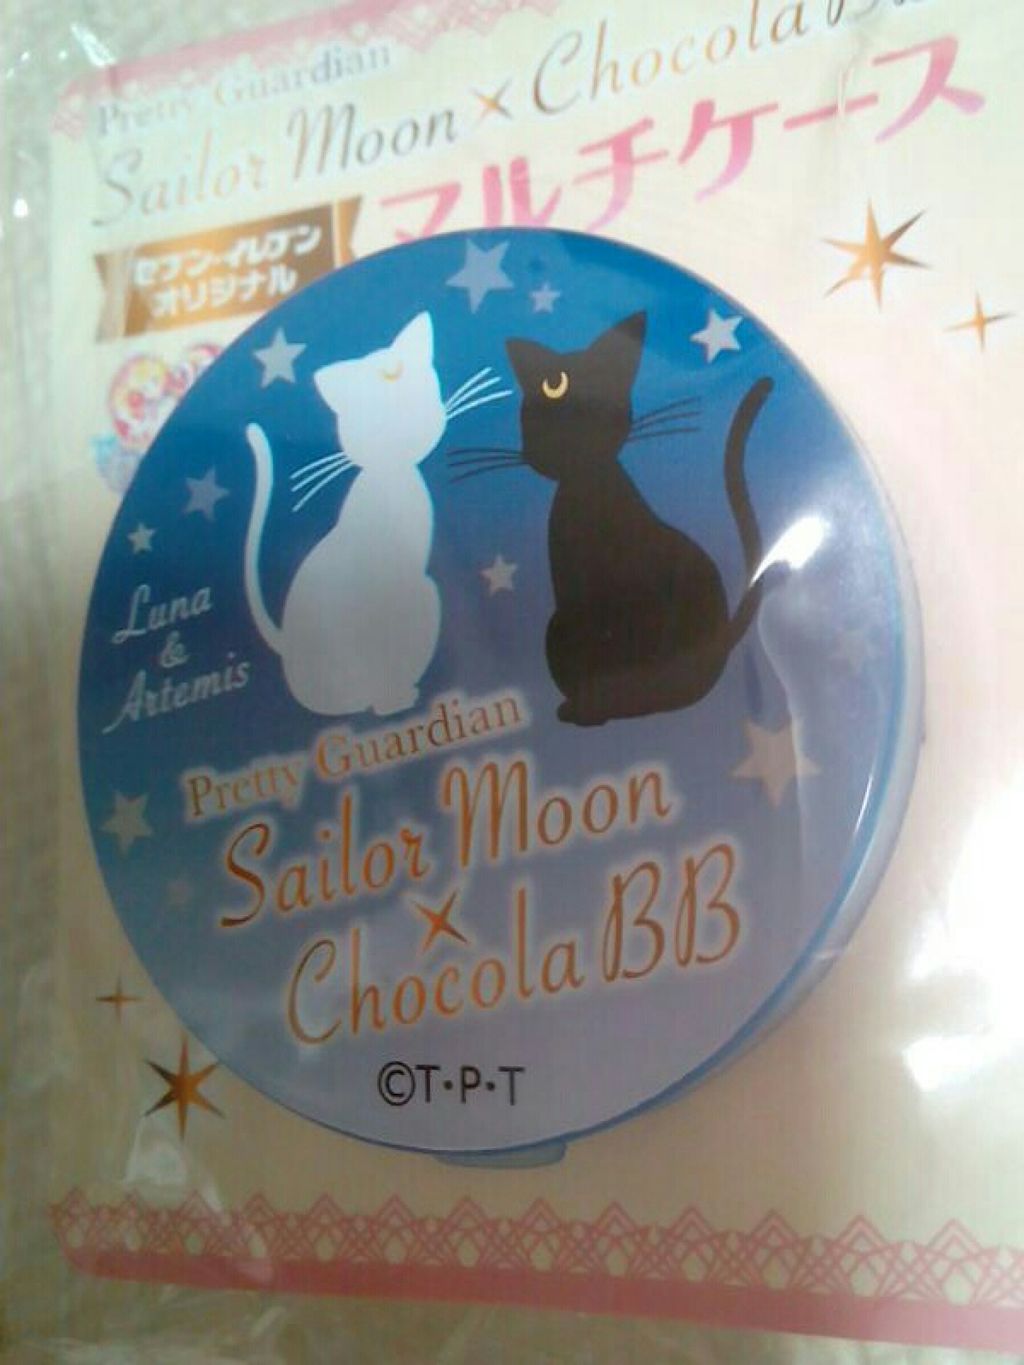 Pretty Guardian
Sailor Moon × Chocola BB
マルチケース
セブン-イレブン
オリジナル
Luna
&
Artemis
Pretty Guardian
Sailor Moon
×
Chocola BB
©T・P・T